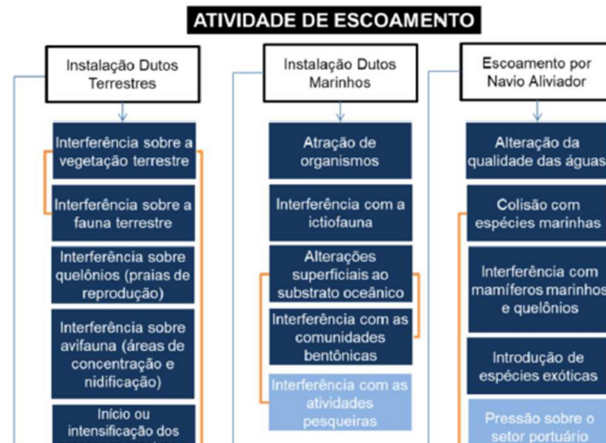 ATIVIDADE DE ESCOAMENTO
Instalação Dutos
Terrestres
Interferência sobre a
vegetação terrestre
Interferência sobre a
fauna terrestre
Interferência sobre
quelônios (praias de
reprodução)
Interferência sobre
avifauna (áreas de
concentração e
nidificação)
Início ou
intensificação dos
Instalação Dutos
Marinhos
Atração de
organismos
Interferência com a
ictiofauna
Alterações
superficiais ao
substrato oceânico
Interferência com as
comunidades
bentônicas
Interferência com as
atividades
pesqueiras
Escoamento por
Navio Aliviador
Alteração da
qualidade das águas
Colisão com
espécies marinhas
Interferência com
mamíferos marinhos
e quelônios
Introdução de
espécies exóticas
Pressão sobre o
setor portuário